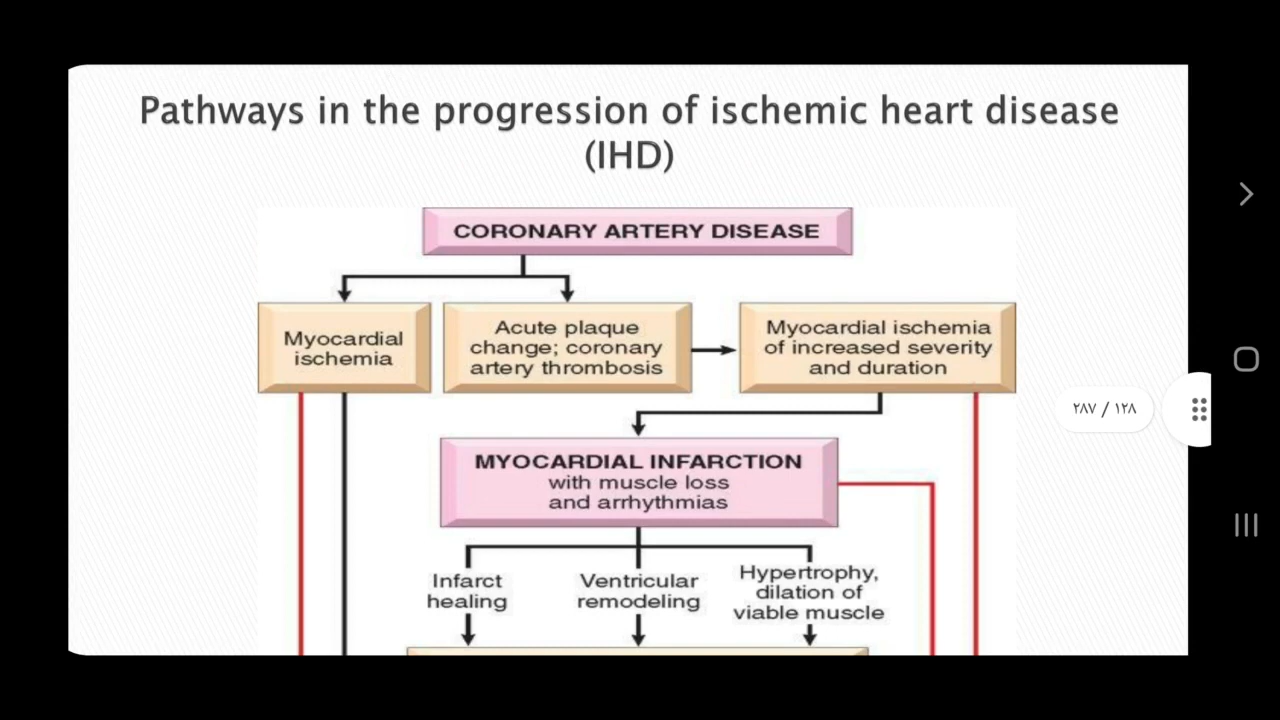 Pathways in the progression of ischemic heart disease
(IHD)
CORONARY ARTERY DISEASE
Myocardial
ischemia
Acute plaque
change; coronary
artery thrombosis
Myocardial ischemia
of increased severity
and duration
٢٨٧ / ١٢٨
MYOCARDIAL INFARCTION
with muscle loss
and arrhythmias
Infarct
healing
Ventricular
remodeling
Hypertrophy,
dilation of
viable muscle